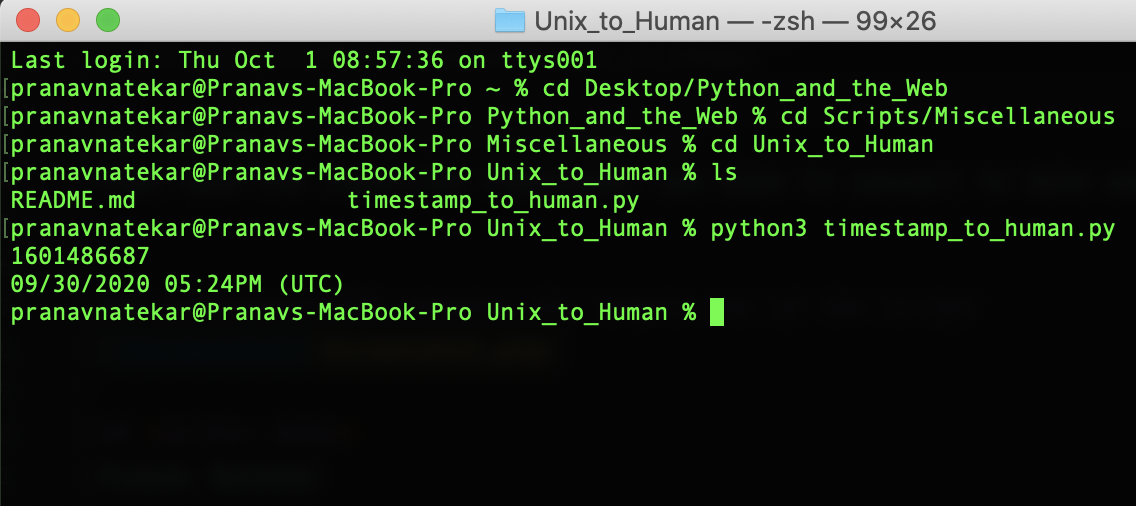 Unix_to_Human — -zsh — 99×26
Last login: Thu Oct  1 08:57:36 on ttys001
[pranavnatekar@Pranavs-MacBook-Pro ~ % cd Desktop/Python_and_the_Web
[pranavnatekar@Pranavs-MacBook-Pro Python_and_the_Web % cd Scripts/Miscellaneous
[pranavnatekar@Pranavs-MacBook-Pro Miscellaneous % cd Unix_to_Human
[pranavnatekar@Pranavs-MacBook-Pro Unix_to_Human % ls
README.md               timestamp_to_human.py
[pranavnatekar@Pranavs-MacBook-Pro Unix_to_Human % python3 timestamp_to_human.py
1601486687
09/30/2020 05:24PM (UTC)
pranavnatekar@Pranavs-MacBook-Pro Unix_to_Human %